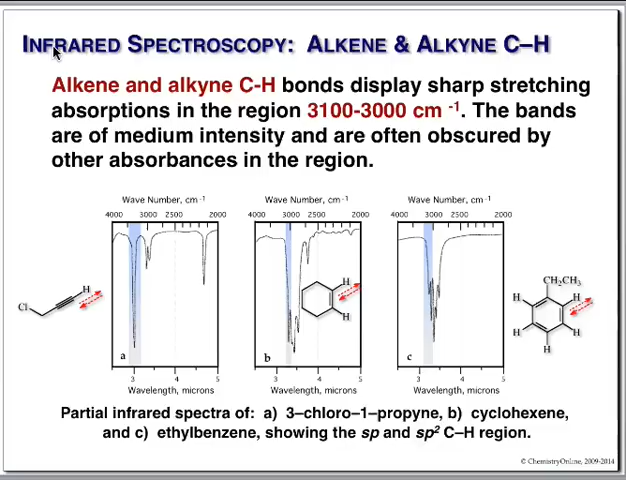 INFRARED SPECTROSCOPY: ALKENE & ALKYNE C–H
Alkene and alkyne C-H bonds display sharp stretching
absorptions in the region 3100-3000 cm -1. The bands
are of medium intensity and are often obscured by
other absorbances in the region.
Wave Number, cm -1 Wave Number, cm -1 Wave Number, cm -1
4000 3000 2500 2000 4000 3000 2500 2000 4000 3000 2500 2000
Cl H
H
H
CH2CH3
H H
H H
H
a b c
3 4 5 3 4 5 3 4 5
Wavelength, microns Wavelength, microns Wavelength, microns
Partial infrared spectra of: a) 3–chloro–1–propyne, b) cyclohexene,
and c) ethylbenzene, showing the sp and sp2 C–H region.
© ChemistryOnline, 2009-2014